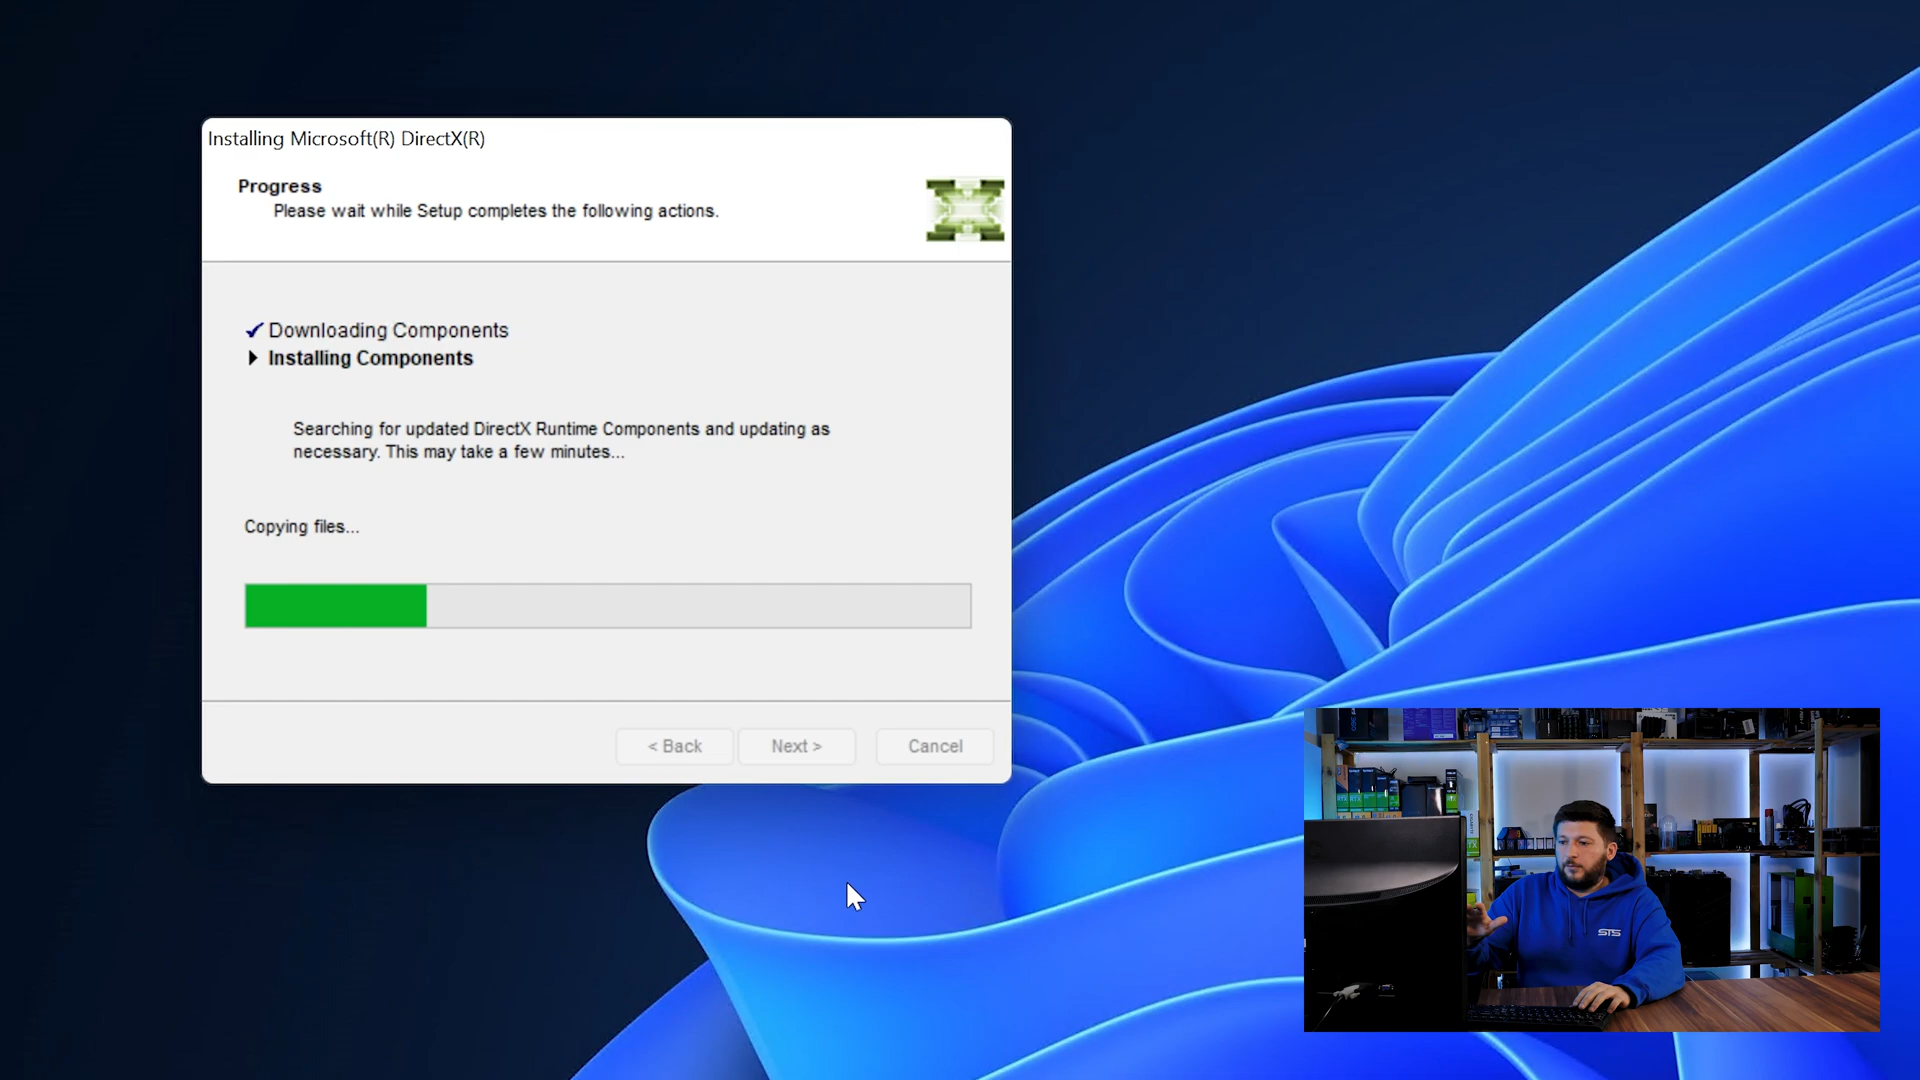 Installing Microsoft(R) DirectX(R)
Progress
Please wait while Setup completes the following actions.
Downloading Components
Installing Components
Searching for updated DirectX Runtime Components and updating as
necessary. This may take a few minutes...
Copying files...
< Back
Next >
Cancel
STS